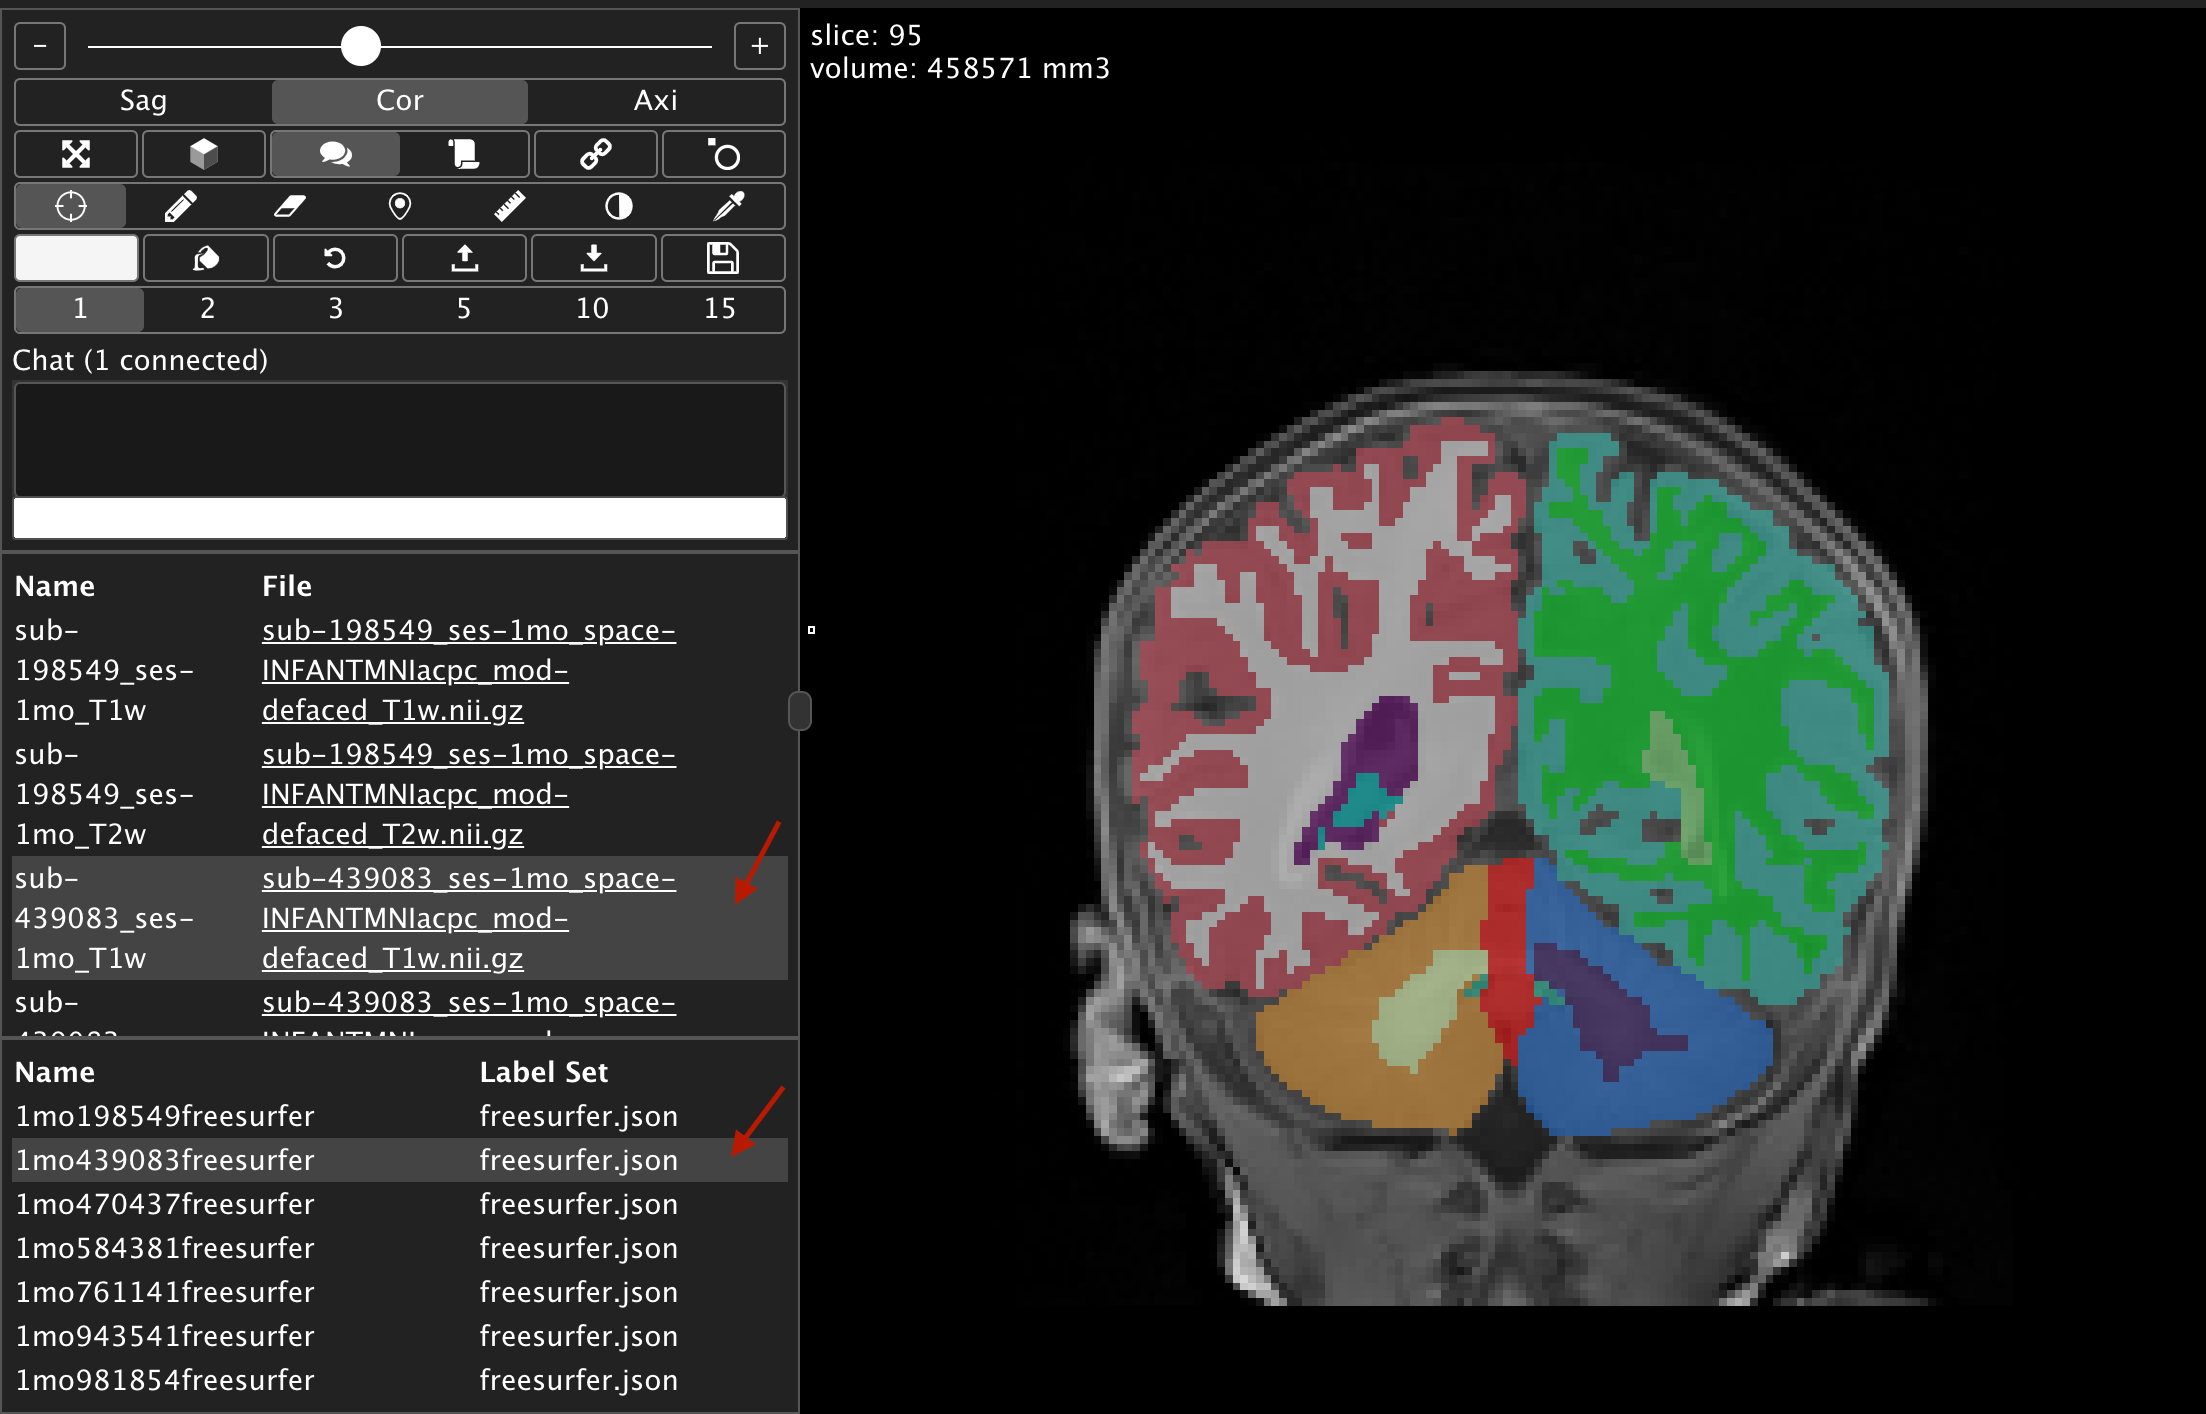 -
+
slice: 95
volume: 458571 mm3
Sag Cor Axi
1 2 3 5 10 15
Chat (1 connected)
Name File
sub- sub-198549_ses-1mo_space-
198549_ses- INFANTMNIacpc_mod-
1mo_T1w defaced_T1w.nii.gz
sub- sub-198549_ses-1mo_space-
198549_ses- INFANTMNIacpc_mod-
1mo_T2w defaced_T2w.nii.gz
sub- sub-439083_ses-1mo_space-
439083_ses- INFANTMNIacpc_mod-
1mo_T1w defaced_T1w.nii.gz
sub- sub-439083_ses-1mo_space-
Name Label Set
1mo198549freesurfer freesurfer.json
1mo439083freesurfer freesurfer.json
1mo470437freesurfer freesurfer.json
1mo584381freesurfer freesurfer.json
1mo761141freesurfer freesurfer.json
1mo943541freesurfer freesurfer.json
1mo981854freesurfer freesurfer.json